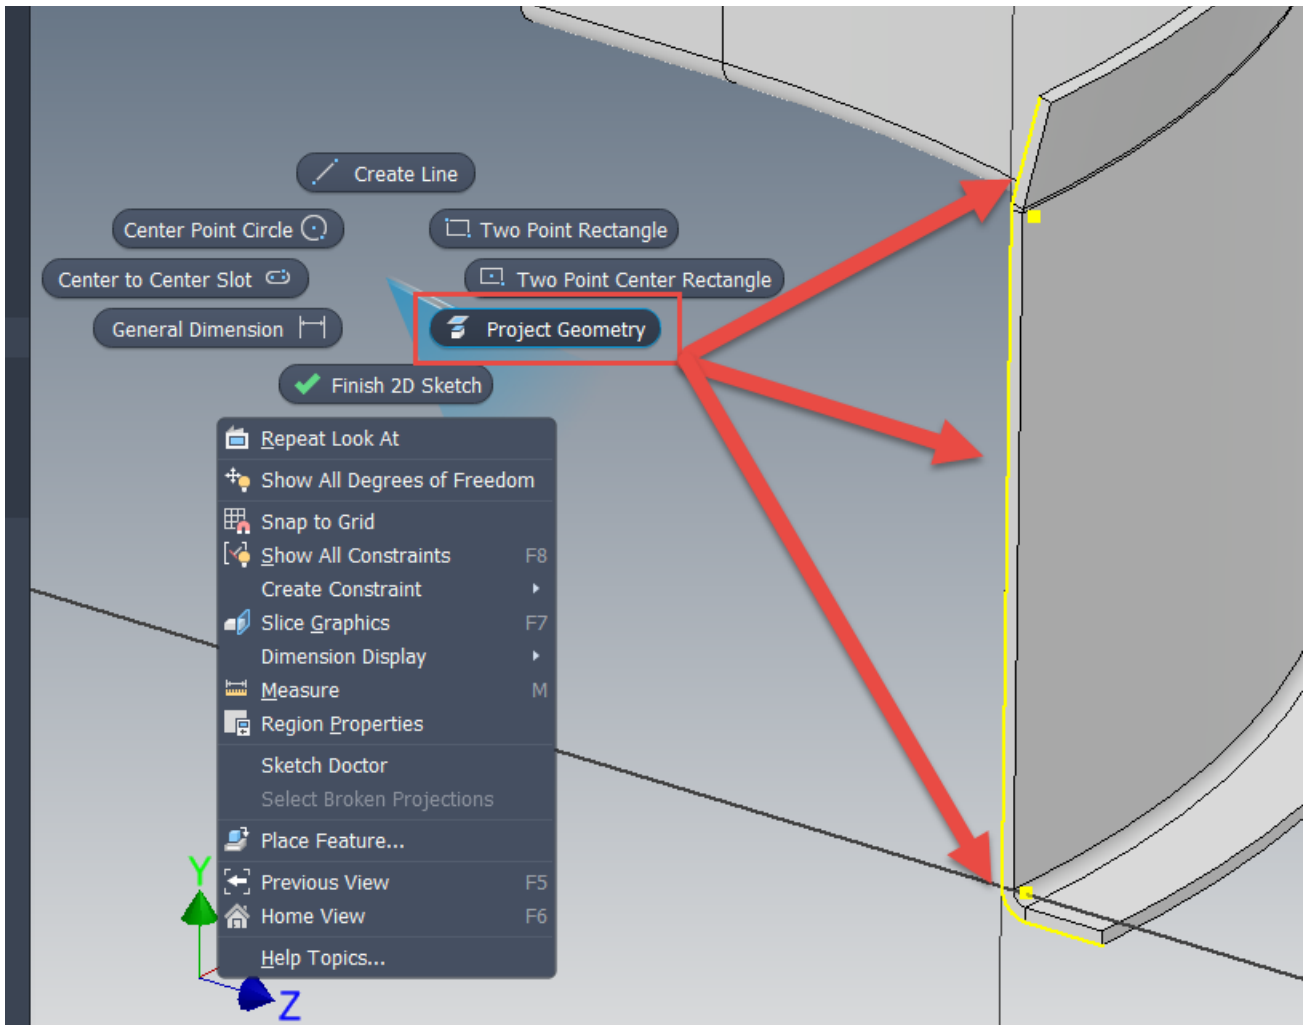 Create Line
Center Point Circle
Two Point Rectangle
Center to Center Slot
Two Point Center Rectangle
General Dimension
Project Geometry
Finish 2D Sketch
Repeat Look At
Show All Degrees of Freedom
Snap to Grid
Show All Constraints F8
Create Constraint
Slice Graphics F7
Dimension Display
Measure M
Region Properties
Sketch Doctor
Select Broken Projections
Place Feature...
Previous View F5
Home View F6
Help Topics...
Y
Z